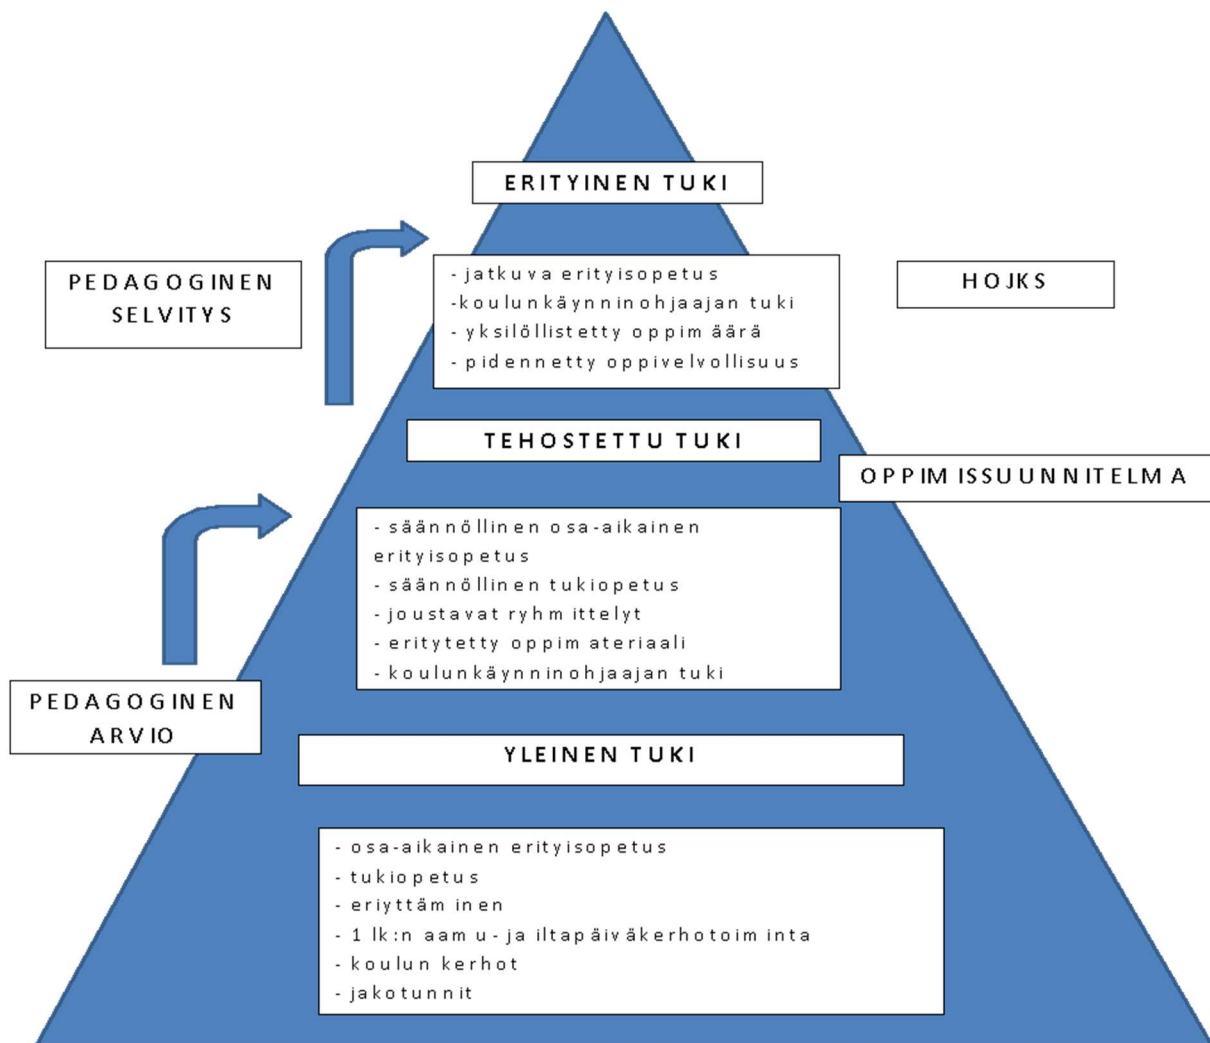 ERITYINEN TUKI
PEDAGOGINEN
SELVITYS
- jatkuva erityisopetus
-koulunkäynninohjaajan tuki
- yksilöllistetty oppimäärä
- pidennetty oppivelvollisuus
HOJKS
TEHOSTETTU TUKI
OPPIMISSUUNNITELMA
- säännöllinen osa-aikainen
erityisopetus
- säännöllinen tukiopetus
- joustavat ryhmittelyt
- eritytetty oppimateriaali
- koulunkäynninohjaajan tuki
PEDAGOGINEN
ARVIO
YLEINEN TUKI
- osa-aikainen erityisopetus
- tukiopetus
- eriyttäminen
- 1 lk:n aamu- ja iltapäiväkerhotoiminta
- koulun kerhot
- jakotunnit